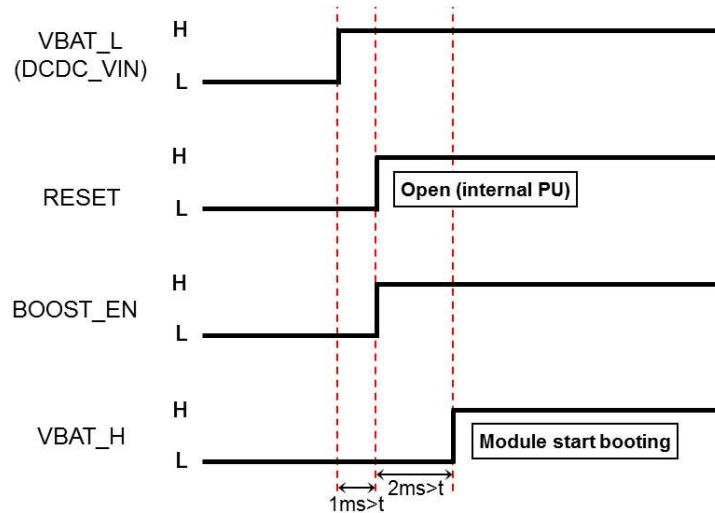 VBAT_L
(DCDC_VIN)
H
L
RESET
H
L
Open (internal PU)
BOOST_EN
H
L
VBAT_H
H
L
Module start booting
1ms>t
2ms>t